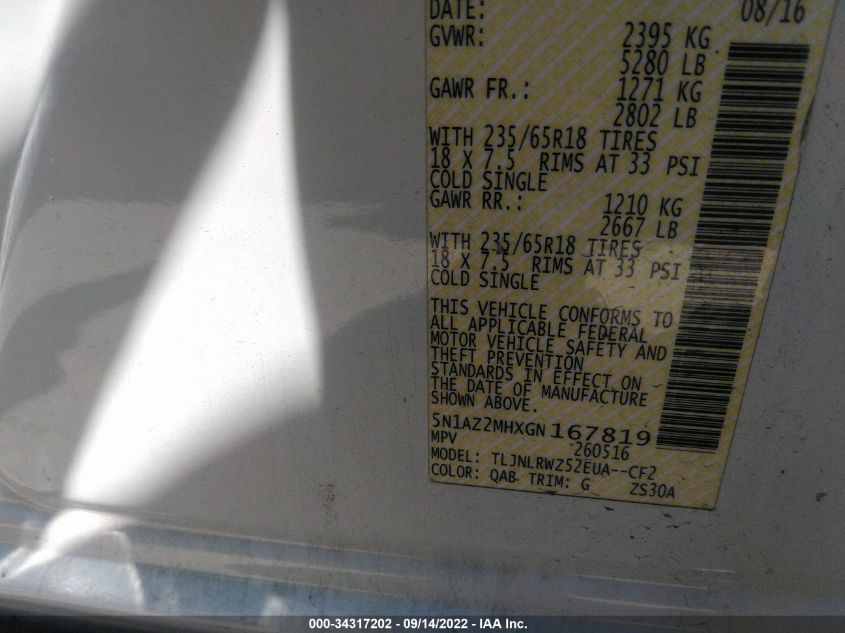 DATE: 08/16
GVWR: 2395 KG
5280 LB
GAWR FR.: 1271 KG
2802 LB
WITH 235/65R18 TIRES
18 X 7.5 RIMS AT 33 PSI
COLD SINGLE
GAWR RR.: 1210 KG
2667 LB
WITH 235/65R18 TIRES
18 X 7.5 RIMS AT 33 PSI
COLD SINGLE
THIS VEHICLE CONFORMS TO
ALL APPLICABLE FEDERAL
MOTOR VEHICLE SAFETY AND
THEFT PREVENTION
STANDARDS IN EFFECT ON
THE DATE OF MANUFACTURE
SHOWN ABOVE.
5N1AZ2MHXGN167819
MPV 260516
MODEL: TLJNLRWZ52EUA--CF2
COLOR: QAB TRIM: G ZS30A
000-34317202 - 09/14/2022 - IAA Inc.